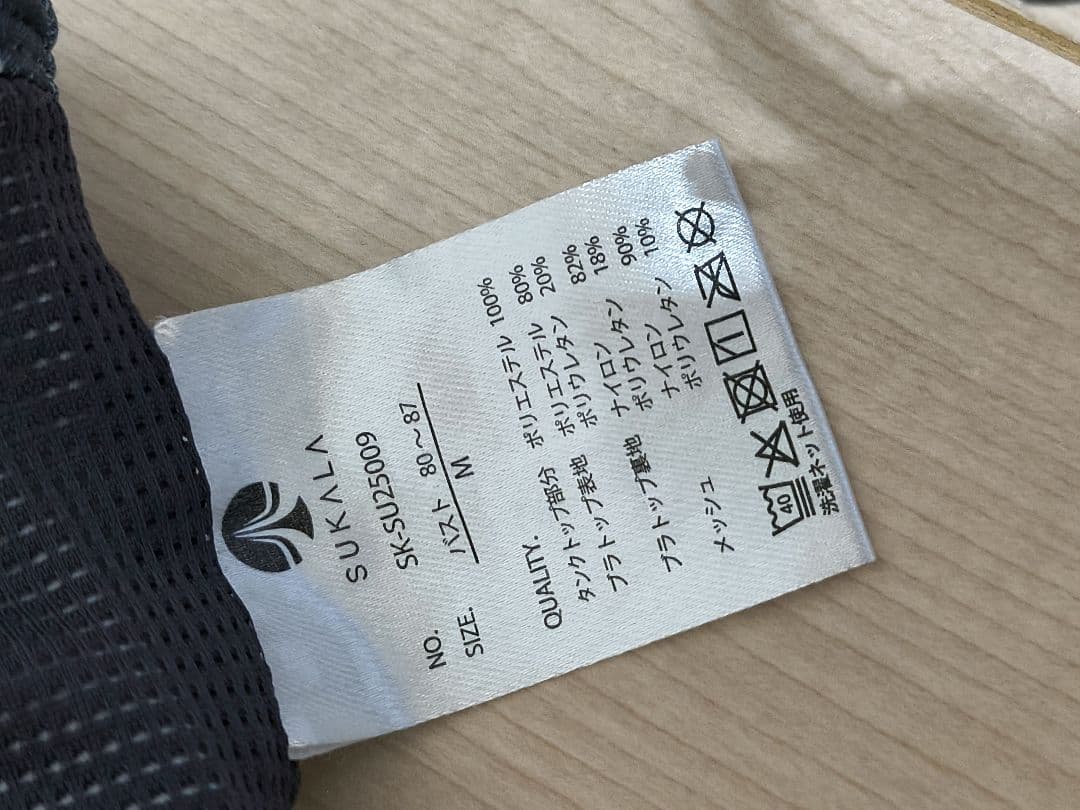 SUKALA
NO. SK-SU25009
SIZE. バスト 80～87
M
QUALITY.
タンクトップ部分 ポリエステル 100%
ブラトップ表地 ポリエステル 80%
ポリウレタン 20%
ブラトップ裏地 ナイロン 82%
ポリウレタン 18%
メッシュ ナイロン 90%
ポリウレタン 10%
40
洗濯ネット使用